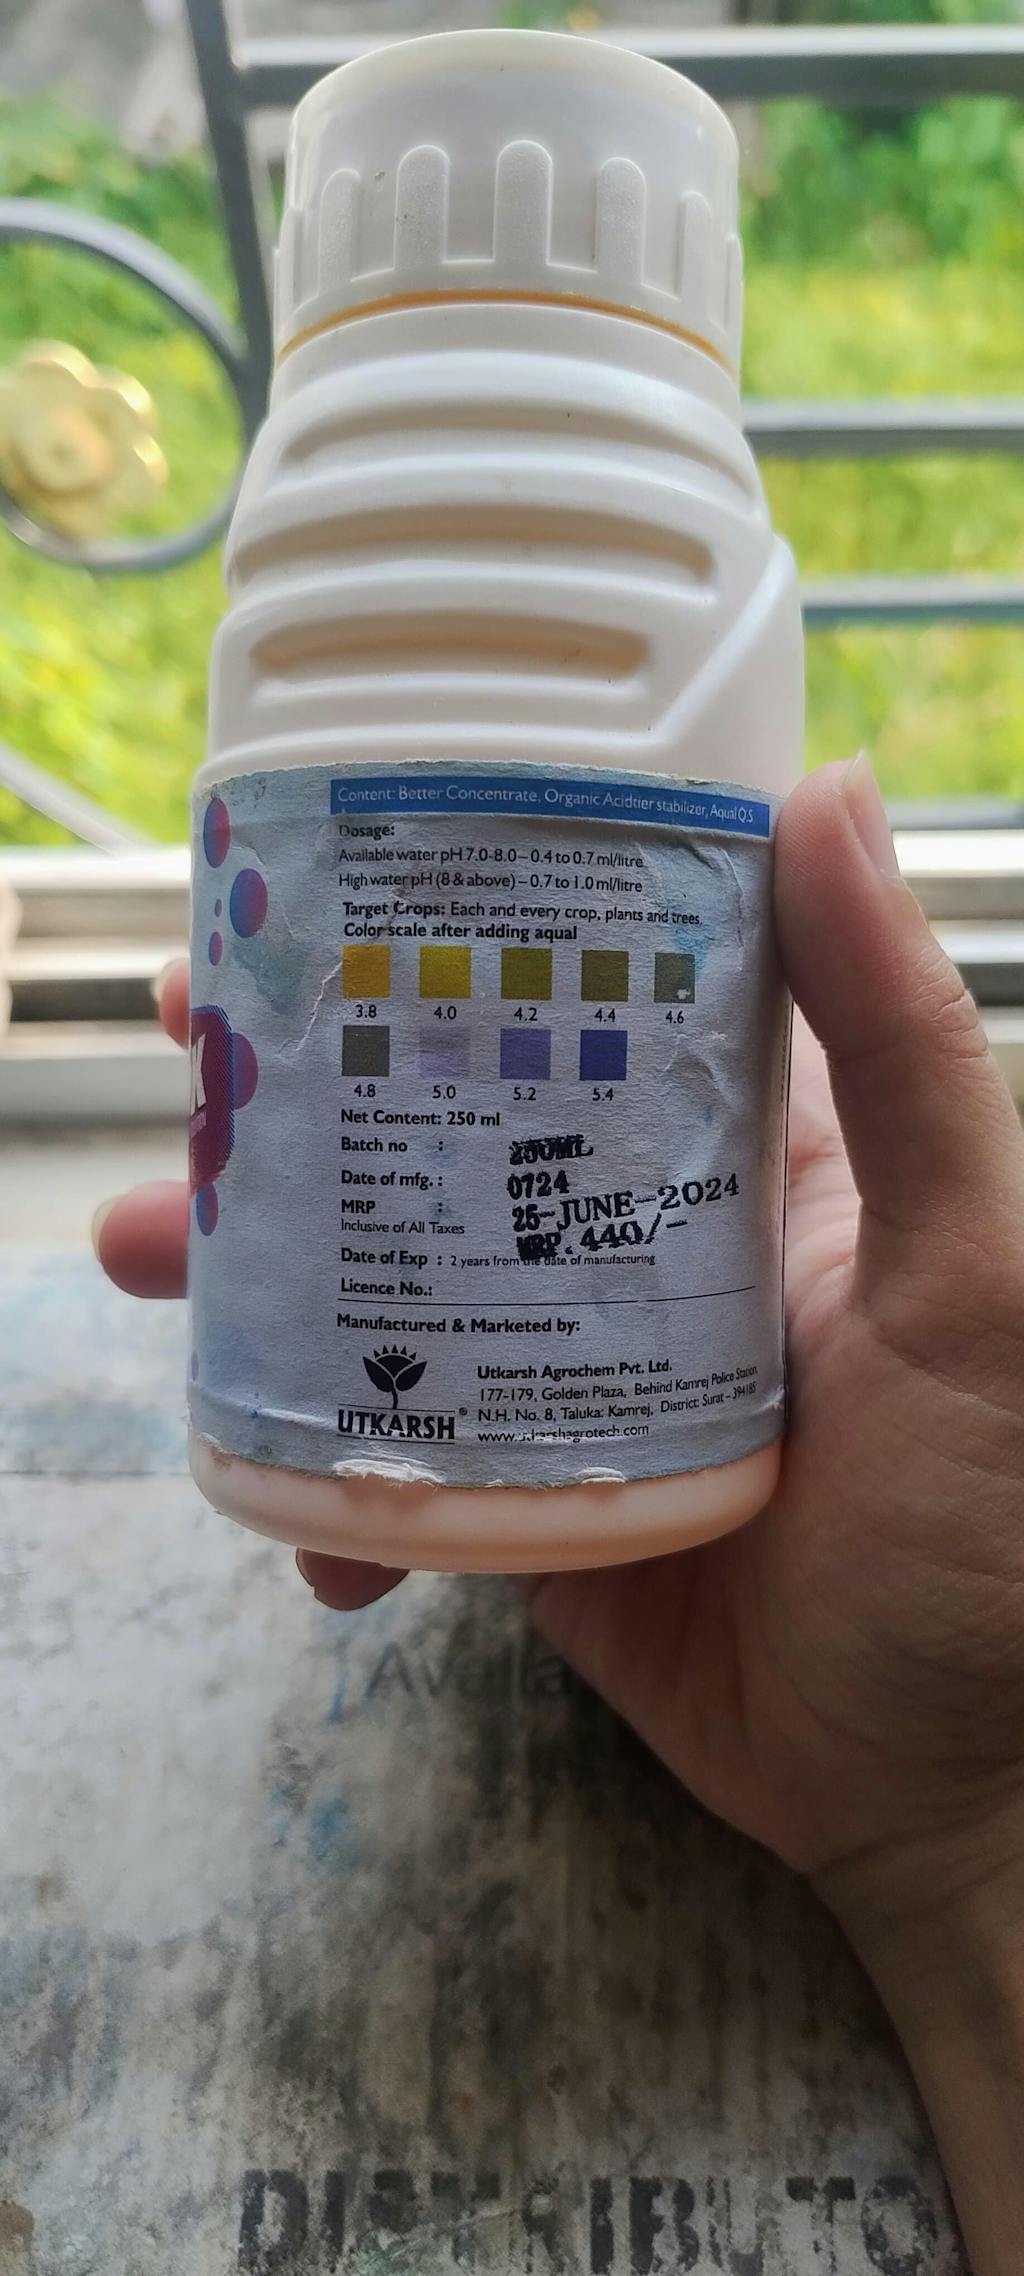 Content: Better Concentrate, Organic Acidtier stabilizer, Aqual Q.S
Dosage:
Available water pH 7.0-8.0 – 0.4 to 0.7 ml/litre
High water pH (8 & above) – 0.7 to 1.0 ml/litre
Target Crops: Each and every crop, plants and trees.
Color scale after adding aqual
3.8 4.0 4.2 4.4 4.6
4.8 5.0 5.2 5.4
Net Content: 250 ml
Batch no : 250ML
Date of mfg. : 0724
MRP : 26-JUNE-2024
Inclusive of All Taxes MRP. 440/-
Date of Exp : 2 years from the date of manufacturing
Licence No.:
Manufactured & Marketed by:
UTKARSH®
Utkarsh Agrochem Pvt. Ltd.
177-179, Golden Plaza, Behind Kamrej Police Station,
N.H. No. 8, Taluka: Kamrej, District: Surat – 394185
www.utkarshagrotech.com
Availa
DISTRIBUTO